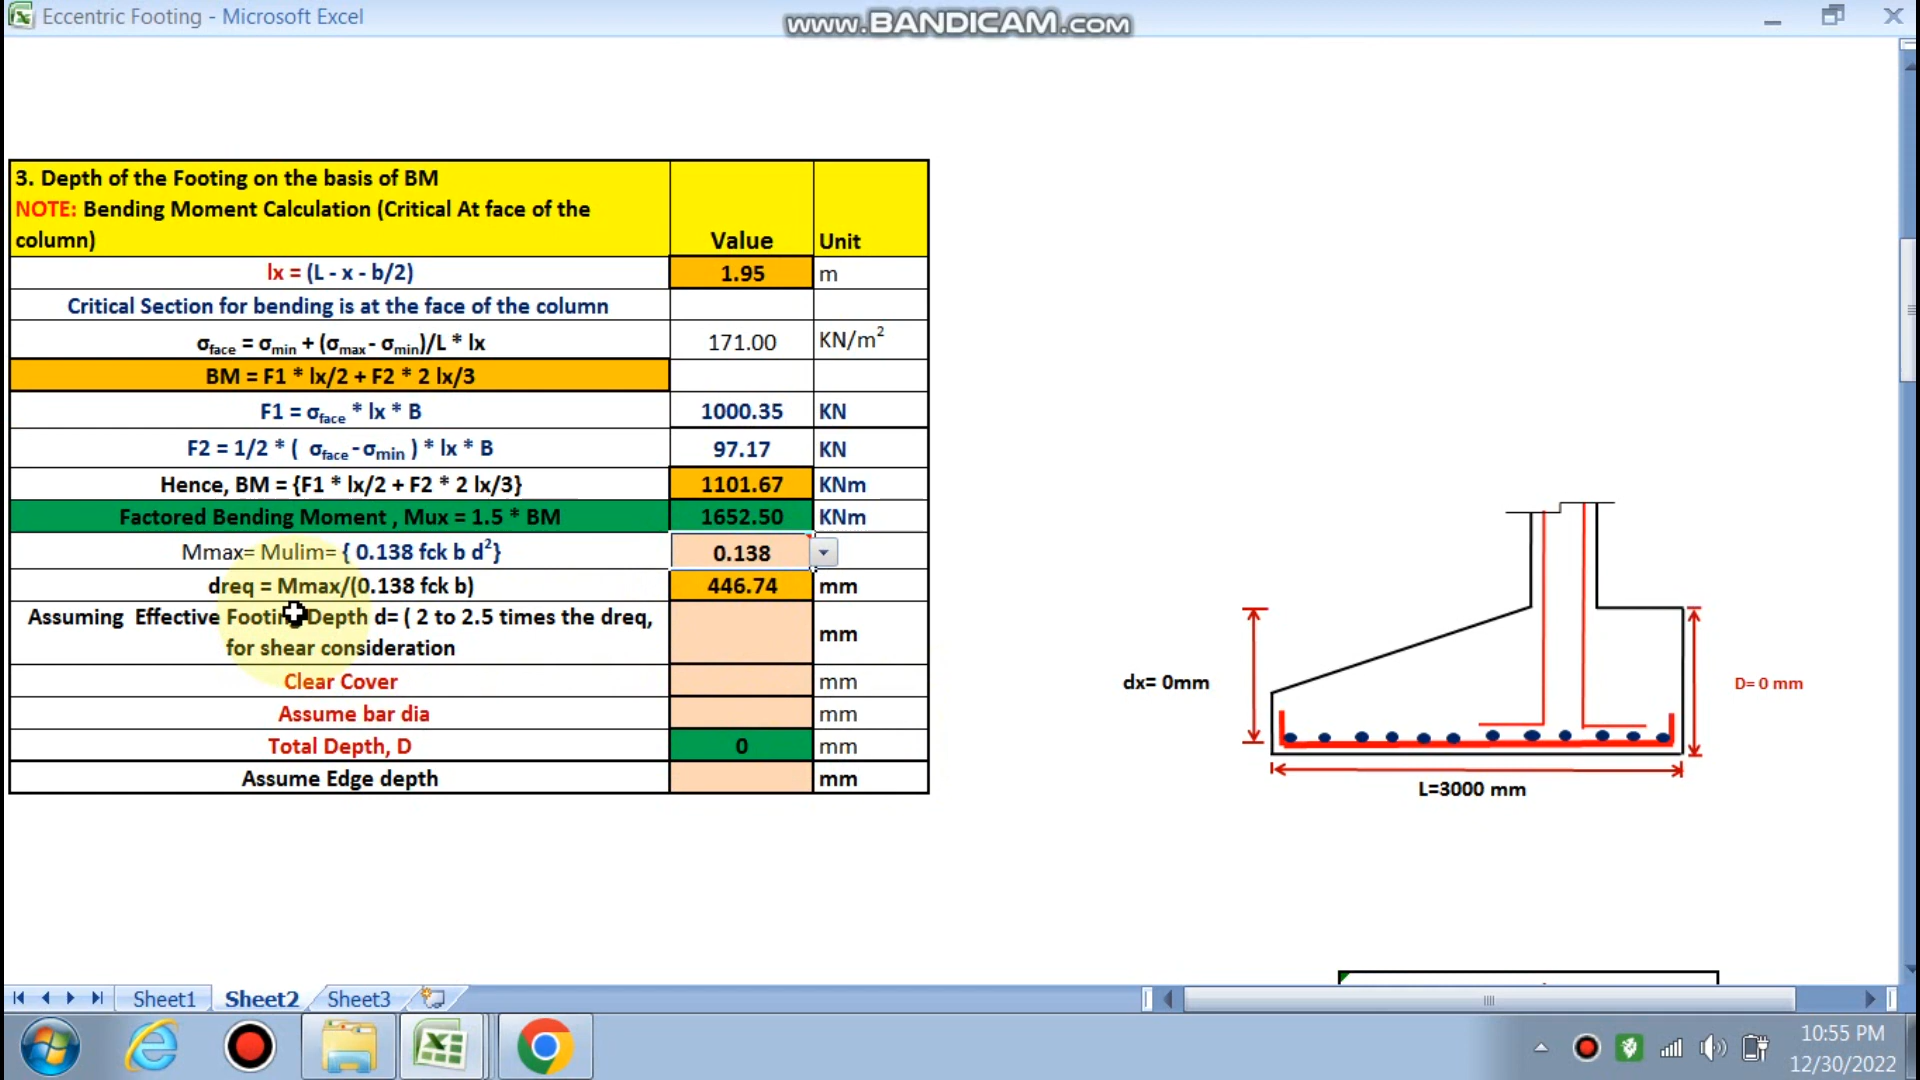 Eccentric Footing - Microsoft Excel
www.BANDICAM.com
3. Depth of the Footing on the basis of BM
NOTE: Bending Moment Calculation (Critical At face of the
column)
Value
Unit
lx = (L - x - b/2)
1.95
m
Critical Section for bending is at the face of the column
σface = σmin + (σmax - σmin)/L * lx
171.00
KN/m²
BM = F1 * lx/2 + F2 * 2 lx/3
F1 = σface * lx * B
1000.35
KN
F2 = 1/2 * ( σface - σmin ) * lx * B
97.17
KN
Hence, BM = {F1 * lx/2 + F2 * 2 lx/3}
1101.67
KNm
Factored Bending Moment , Mux = 1.5 * BM
1652.50
KNm
Mmax= Mulim= { 0.138 fck b d²}
0.138
dreq = Mmax/(0.138 fck b)
446.74
mm
Assuming Effective Footing Depth d= ( 2 to 2.5 times the dreq,
for shear consideration
mm
Clear Cover
mm
Assume bar dia
mm
Total Depth, D
0
mm
Assume Edge depth
mm
dx= 0mm
D= 0 mm
L=3000 mm
Sheet1
Sheet2
Sheet3
10:55 PM
12/30/2022